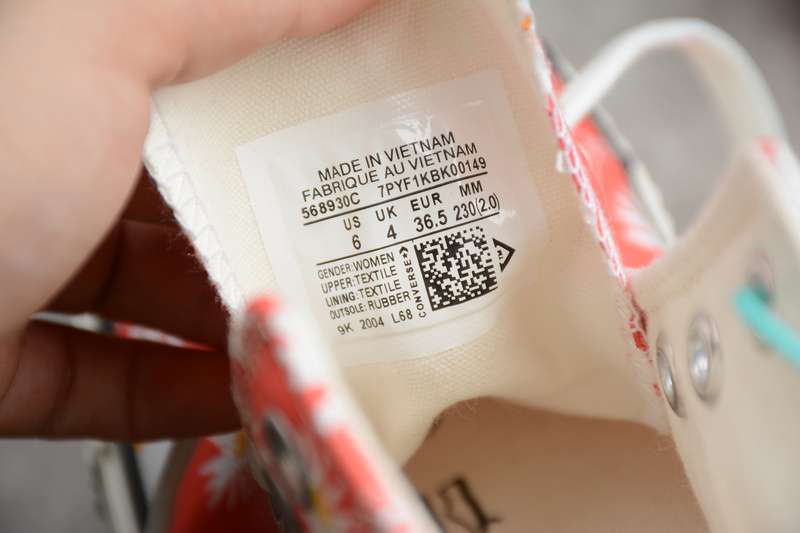 MADE IN VIETNAM
FABRIQUE AU VIETNAM
568930C 7PYF1KBK00149
US UK EUR MM
6 4 36.5 230(2.0)
GENDER:WOMEN
UPPER:TEXTILE
LINING:TEXTILE
OUTSOLE:RUBBER
9K 2004 L68
CONVERSE